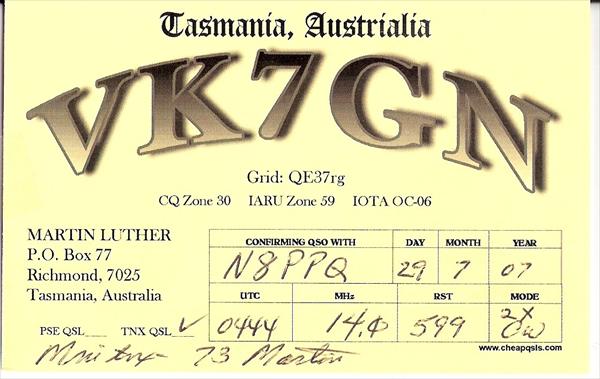 Tasmania, Austrialia
VK7GN
Grid: QE37rg
CQ Zone 30 IARU Zone 59 IOTA OC-06
MARTIN LUTHER
P.O. Box 77
Richmond, 7025
Tasmania, Australia
CONFIRMING QSO WITH DAY MONTH YEAR
N8PPQ 29 7 07
UTC MHz RST MODE
0444 14.0 599 2X CW
PSE QSL__ TNX QSL V
www.cheapqsls.com
73 Martin